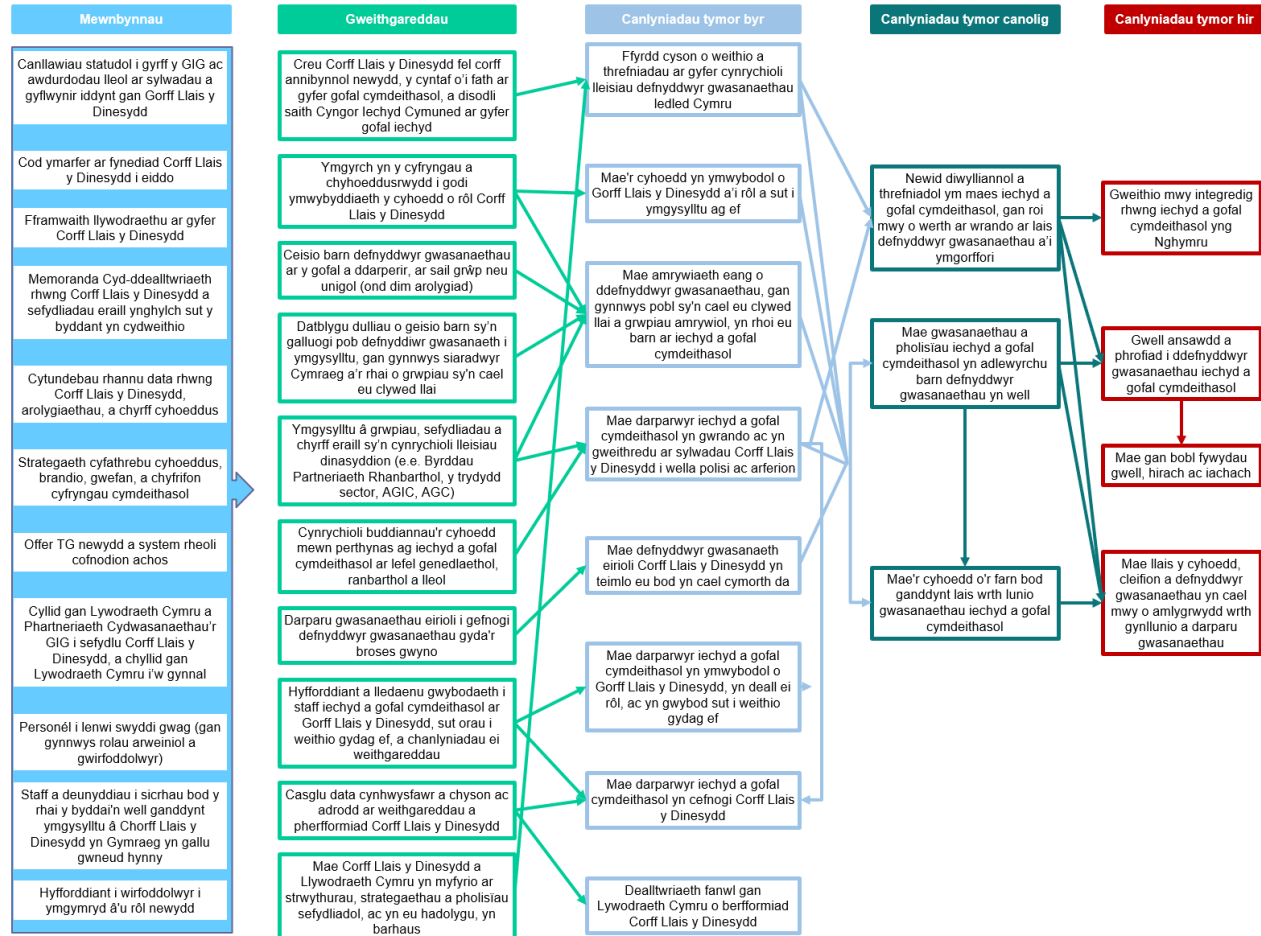 Mewnbynnau
Canllawiau statudol i gyrff y GIG ac
awdurdodau lleol ar sylwadau a
gyflwynir iddynt gan Gorff Llais y
Dinesydd
Cod ymarfer ar fynediad Corff Llais
y Dinesydd i eiddo
Fframwaith llywodraethu ar gyfer
Corff Llais y Dinesydd
Memoranda Cyd-ddealltwriaeth
rhwng Corff Llais y Dinesydd a
sefydliadau eraill ynghylch sut y
byddant yn cydweithio
Cytundebau rhannu data rhwng
Corff Llais y Dinesydd,
arolygiaethau, a chyrff cyhoeddus
Strategaeth cyfathrebu cyhoeddus,
brandio, gwefan, a chyfrifon
cyfryngau cymdeithasol
Offer TG newydd a system rheoli
cofnodion achos
Cyllid gan Lywodraeth Cymru a
Phartneriaeth Cydwasanaethau’r
GIG i sefydlu Corff Llais y
Dinesydd, a chyllid gan
Lywodraeth Cymru i’w gynnal
Personél i lenwi swyddi gwag (gan
gynnwys rolau arweiniol a
gwirfoddolwyr)
Staff a deunyddiau i sicrhau bod y
rhai y byddai'n well ganddynt
ymgysylltu â Chorff Llais y
Dinesydd yn Gymraeg yn gallu
gwneud hynny
Hyfforddiant i wirfoddolwyr i
ymgymryd â'u rôl newydd
Gweithgareddau
Creu Corff Llais y Dinesydd fel corff
annibynnol newydd, y cyntaf o’i fath ar
gyfer gofal cymdeithasol, a disodli
saith Cyngor Iechyd Cymuned ar gyfer
gofal iechyd
Ymgyrch yn y cyfryngau a
chyhoeddusrwydd i godi
ymwybyddiaeth y cyhoedd o rôl Corff
Llais y Dinesydd
Ceisio barn defnyddwyr gwasanaethau
ar y gofal a ddarperir, ar sail grŵp neu
unigol (ond dim arolygiad)
Datblygu dulliau o geisio barn sy’n
galluogi pob defnyddiwr gwasanaeth i
ymgysylltu, gan gynnwys siaradwyr
Cymraeg a’r rhai o grwpiau sy'n cael
eu clywed llai
Ymgysylltu â grwpiau, sefydliadau a
chyrff eraill sy’n cynrychioli lleisiau
dinasyddion (e.e. Byrddau
Partneriaeth Rhanbarthol, y trydydd
sector, AGIC, AGC)
Cynrychioli buddiannau'r cyhoedd
mewn perthynas ag iechyd a gofal
cymdeithasol ar lefel genedlaethol,
ranbarthol a lleol
Darparu gwasanaethau eirioli i gefnogi
defnyddwyr gwasanaethau gyda'r
broses gwyno
Hyfforddiant a lledaenu gwybodaeth i
staff iechyd a gofal cymdeithasol ar
Gorff Llais y Dinesydd, sut orau i
weithio gydag ef, a chanlyniadau ei
weithgareddau
Casglu data cynhwysfawr a chyson ac
adrodd ar weithgareddau a
pherfformiad Corff Llais y Dinesydd
Mae Corff Llais y Dinesydd a
Llywodraeth Cymru yn myfyrio ar
strwythurau, strategaethau a pholisïau
sefydliadol, ac yn eu hadolygu, yn
barhaus
Canlyniadau tymor byr
Ffyrdd cyson o weithio a
threfniadau ar gyfer cynrychioli
lleisiau defnyddwyr gwasanaethau
ledled Cymru
Mae'r cyhoedd yn ymwybodol o
Gorff Llais y Dinesydd a’i rôl a sut i
ymgysylltu ag ef
Mae amrywiaeth eang o
ddefnyddwyr gwasanaethau, gan
gynnwys pobl sy'n cael eu clywed
llai a grwpiau amrywiol, yn rhoi eu
barn ar iechyd a gofal
cymdeithasol
Mae darparwyr iechyd a gofal
cymdeithasol yn gwrando ac yn
gweithredu ar sylwadau Corff Llais
y Dinesydd i wella polisi ac arferion
Mae defnyddwyr gwasanaeth
eirioli Corff Llais y Dinesydd yn
teimlo eu bod yn cael cymorth da
Mae darparwyr iechyd a gofal
cymdeithasol yn ymwybodol o
Gorff Llais y Dinesydd, yn deall ei
rôl, ac yn gwybod sut i weithio
gydag ef
Mae darparwyr iechyd a gofal
cymdeithasol yn cefnogi Corff Llais
y Dinesydd
Dealltwriaeth fanwl gan
Lywodraeth Cymru o berfformiad
Corff Llais y Dinesydd
Canlyniadau tymor canolig
Newid diwylliannol a
threfniadol ym maes iechyd a
gofal cymdeithasol, gan roi
mwy o werth ar wrando ar lais
defnyddwyr gwasanaethau a’i
ymgorffori
Mae gwasanaethau a
pholisïau iechyd a gofal
cymdeithasol yn adlewyrchu
barn defnyddwyr
gwasanaethau yn well
Mae'r cyhoedd o'r farn bod
ganddynt lais wrth lunio
gwasanaethau iechyd a gofal
cymdeithasol
Canlyniadau tymor hir
Gweithio mwy integredig
rhwng iechyd a gofal
cymdeithasol yng
Nghymru
Gwell ansawdd a
phrofiad i ddefnyddwyr
gwasanaethau iechyd a
gofal cymdeithasol
Mae gan bobl fywydau
gwell, hirach ac iachach
Mae llais y cyhoedd,
cleifion a defnyddwyr
gwasanaethau yn cael
mwy o amlygrwydd wrth
gynllunio a darparu
gwasanaethau